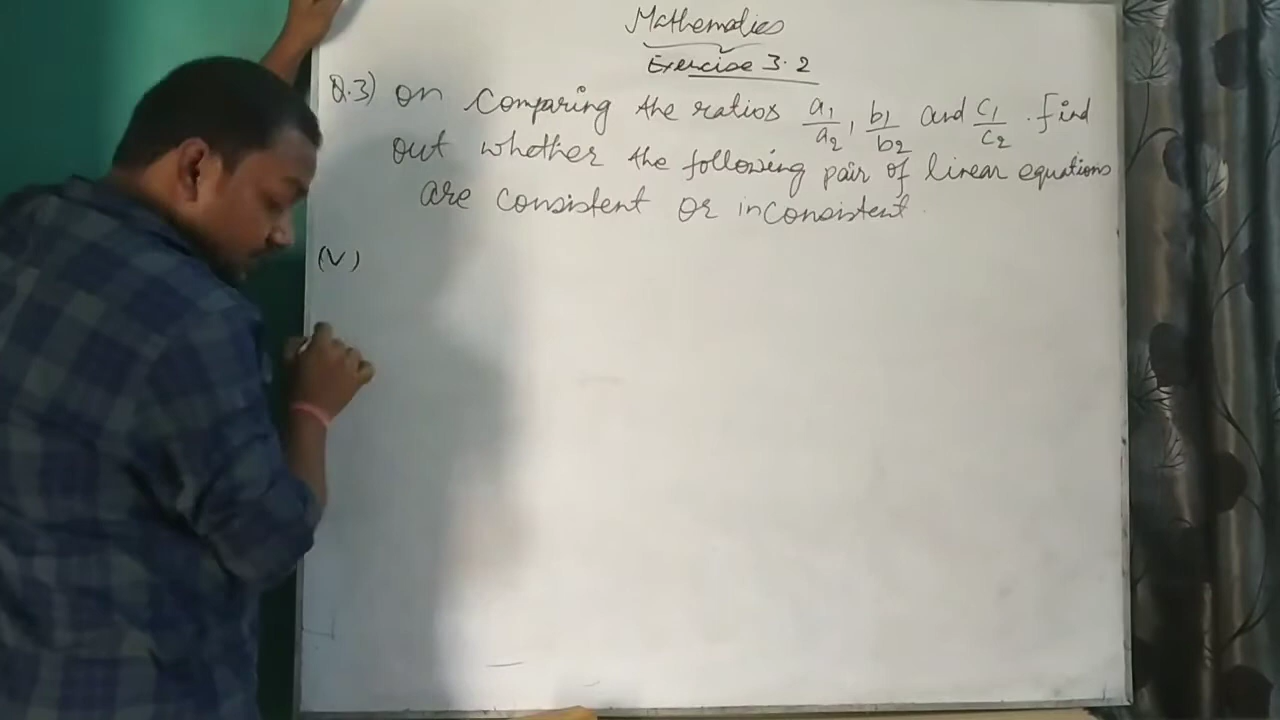 Mathematics
Exercise 3.2
Q.3) on comparing the ratios a₁/a₂, b₁/b₂ and c₁/c₂. find
out whether the following pair of linear equations
are consistent or inconsistent.
(V)